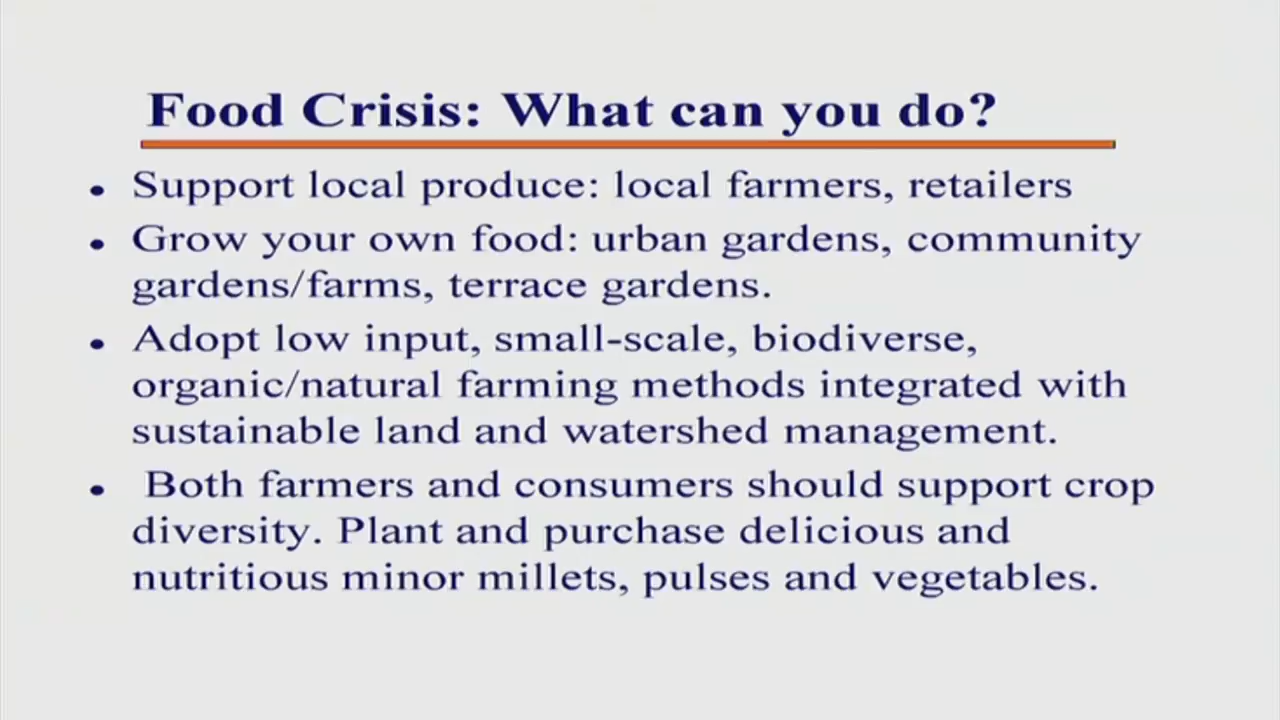 Food Crisis: What can you do?
• Support local produce: local farmers, retailers
• Grow your own food: urban gardens, community
gardens/farms, terrace gardens.
• Adopt low input, small-scale, biodiverse,
organic/natural farming methods integrated with
sustainable land and watershed management.
• Both farmers and consumers should support crop
diversity. Plant and purchase delicious and
nutritious minor millets, pulses and vegetables.